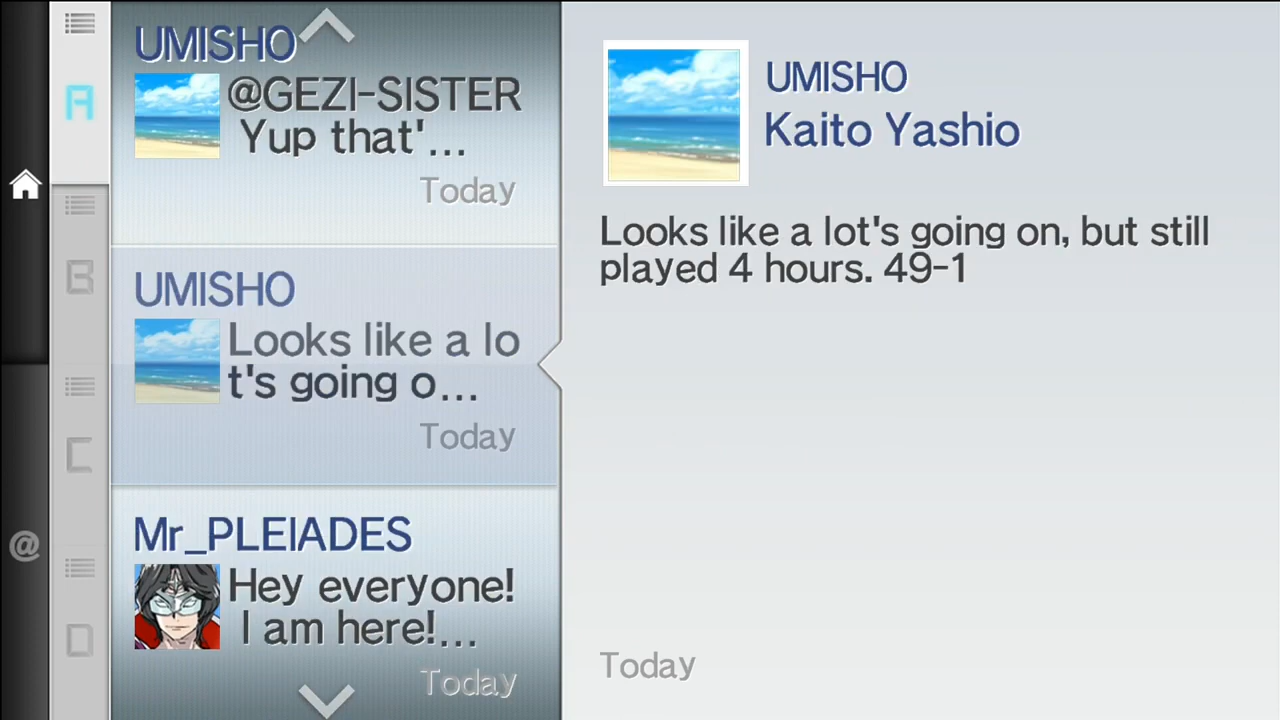 A
B
C
D
@
UMISHO
@GEZI-SISTER
Yup that'...
Today
UMISHO
Looks like a lo
t's going o...
Today
Mr_PLEIADES
Hey everyone!
I am here!...
Today
UMISHO
Kaito Yashio
Looks like a lot's going on, but still
played 4 hours. 49-1
Today